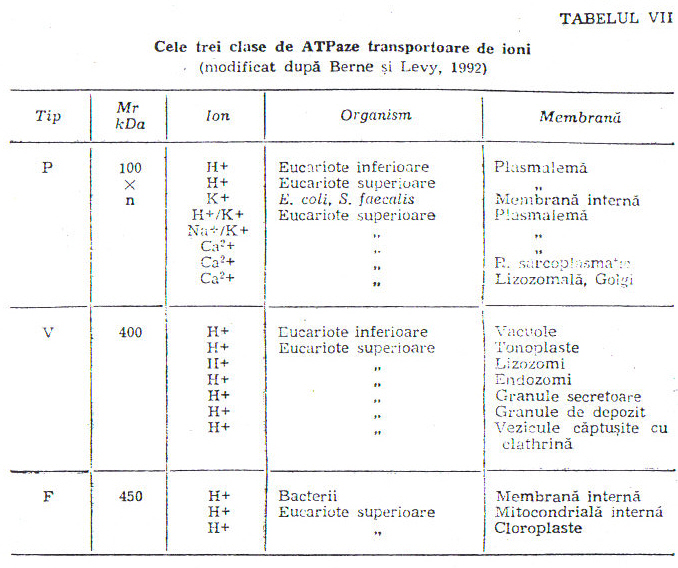 TABELUL VII
Cele trei clase de ATPaze transportoare de ioni
(modificat după Berne și Levy, 1992)
Tip Mr kDa Ion Organism Membrană
P 100 H+ Eucariote inferioare Plasmalemă
× H+ Eucariote superioare „
n K+ E. coli, S. faecalis Membrană internă
H+/K+ Eucariote superioare Plasmalemă
Na+/K+ „ „
Ca²+ „ „
Ca²+ „ R. sarcoplasmatic
Ca²+ „ Lizozomală, Golgi
V 400 H+ Eucariote inferioare Vacuole
H+ Eucariote superioare Tonoplaste
H+ „ Lizozomi
H+ „ Endozomi
H+ „ Granule secretoare
H+ „ Granule de depozit
H+ „ Vezicule căptușite cu
clathrină
F 450 H+ Bacterii Membrană internă
H+ Eucariote superioare Mitocondrială internă
H+ „ Cloroplaste